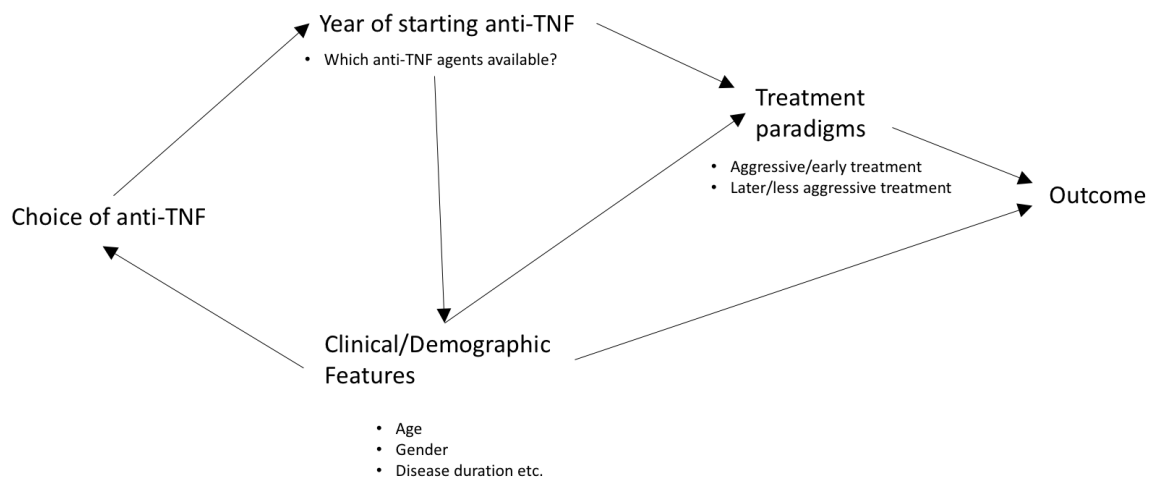 Year of starting anti-TNF
• Which anti-TNF agents available?
Treatment
paradigms
• Aggressive/early treatment
• Later/less aggressive treatment
Outcome
Choice of anti-TNF
Clinical/Demographic
Features
• Age
• Gender
• Disease duration etc.